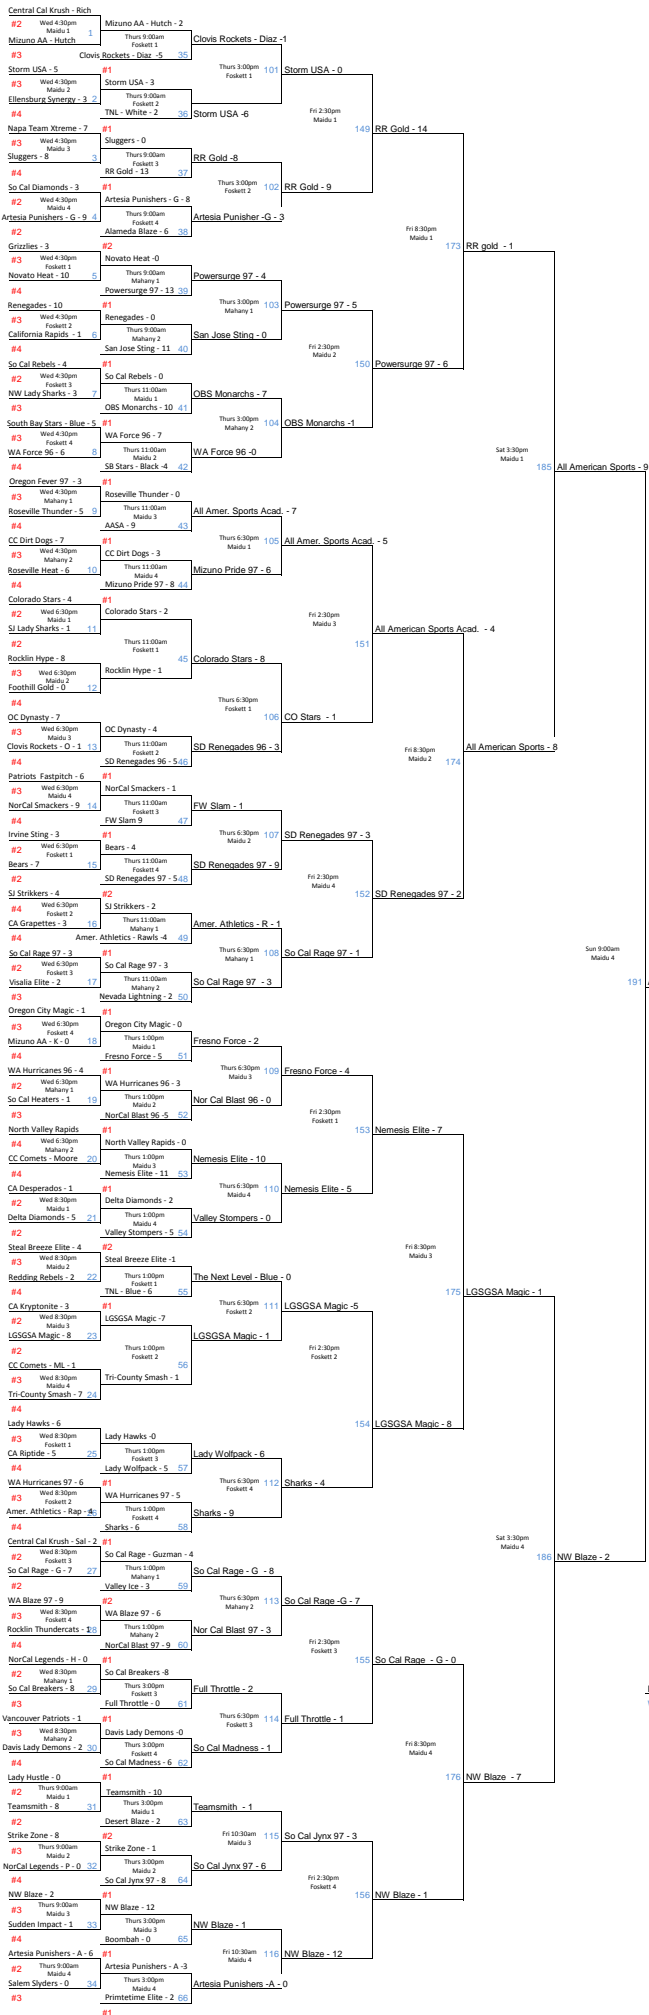 Central Cal Krush - Rich
#2 Wed 4:30pm Maidu 1 1 Mizuno AA - Hutch - 2
Mizuno AA - Hutch
#3 Thurs 9:00am Foskett 1 Clovis Rockets - Diaz -1
Clovis Rockets - Diaz -5 35
Storm USA - 5 #1 Thurs 3:00pm Foskett 1 101 Storm USA - 0
#3 Wed 4:30pm Maidu 2 Storm USA - 3
Ellensburg Synergy - 3 2 Thurs 9:00am Foskett 2
#4 TNL - White - 2 36 Storm USA -6
Fri 2:30pm Maidu 1
Napa Team Xtreme - 7 #1 149 RR Gold - 14
#3 Wed 4:30pm Maidu 3 Sluggers - 0
Sluggers - 8 3 Thurs 9:00am Foskett 3 RR Gold -8
#4 RR Gold - 13 37
So Cal Diamonds - 3 #1 Thurs 3:00pm Foskett 2 102 RR Gold - 9
#2 Wed 4:30pm Maidu 4 Artesia Punishers - G - 8
Artesia Punishers - G - 9 4 Thurs 9:00am Foskett 4 Artesia Punisher -G - 3
#2 Alameda Blaze - 6 38
Fri 8:30pm Maidu 1
Grizzlies - 3 #2 173 RR gold - 1
#3 Wed 4:30pm Foskett 1 Novato Heat -0
Novato Heat - 10 5 Thurs 9:00am Mahany 1 Powersurge 97 - 4
#4 Powersurge 97 - 13 39
Renegades - 10 #1 Thurs 3:00pm Mahany 1 103 Powersurge 97 - 5
#3 Wed 4:30pm Foskett 2 Renegades - 0
California Rapids - 1 6 Thurs 9:00am Mahany 2 San Jose Sting - 0
#4 San Jose Sting - 11 40
Fri 2:30pm Maidu 2
So Cal Rebels - 4 #1 150 Powersurge 97 - 6
#2 Wed 4:30pm Foskett 3 So Cal Rebels - 0
NW Lady Sharks - 3 7 Thurs 11:00am Maidu 1 OBS Monarchs - 7
#3 OBS Monarchs - 10 41
South Bay Stars - Blue - 5 #1 Thurs 3:00pm Mahany 2 104 OBS Monarchs -1
#3 Wed 4:30pm Foskett 4 WA Force 96 - 7
WA Force 96 - 6 8 Thurs 11:00am Maidu 2 WA Force 96 -0
#4 SB Stars - Black -4 42
Sat 3:30pm Maidu 1 185 All American Sports - 9
Oregon Fever 97 - 3 #1
#3 Wed 4:30pm Mahany 1 Roseville Thunder - 0
Roseville Thunder - 5 9 Thurs 11:00am Maidu 3 All Amer. Sports Acad. - 7
#4 AASA - 9 43
CC Dirt Dogs - 7 #1 Thurs 6:30pm Maidu 1 105 All Amer. Sports Acad. - 5
#3 Wed 4:30pm Mahany 2 CC Dirt Dogs - 3
Roseville Heat - 6 10 Thurs 11:00am Maidu 4 Mizuno Pride 97 - 6
#4 Mizuno Pride 97 - 8 44
Colorado Stars - 4 #1
#2 Wed 6:30pm Maidu 1 Colorado Stars - 2 Fri 2:30pm Maidu 3
SJ Lady Sharks - 1 11 All American Sports Acad. - 4
#2 Thurs 11:00am Foskett 1 151
Rocklin Hype - 8 45 Colorado Stars - 8
#3 Wed 6:30pm Maidu 2 Rocklin Hype - 1
Foothill Gold - 0 12
#4 Thurs 6:30pm Foskett 1
OC Dynasty - 7 106 CO Stars - 1
#3 Wed 6:30pm Maidu 3 OC Dynasty - 4
Clovis Rockets - O - 1 13 Thurs 11:00am Foskett 2 SD Renegades 96 - 3 All American Sports - 8
#4 SD Renegades 96 - 5 46 Fri 8:30pm Maidu 2 174
Patriots Fastpitch - 6 #1
#3 Wed 6:30pm Maidu 4 NorCal Smackers - 1
NorCal Smackers - 9 14 Thurs 11:00am Foskett 3 FW Slam - 1
#4 FW Slam 9 47
Irvine Sting - 3 #1 Thurs 6:30pm Maidu 2 107 SD Renegades 97 - 3
#3 Wed 6:30pm Foskett 1 Bears - 4
Bears - 7 15 Thurs 11:00am Foskett 4 SD Renegades 97 - 9
#2 SD Renegades 97 - 5 48
Fri 2:30pm Maidu 4
SJ Strikkers - 4 #2 152 SD Renegades 97 - 2
#4 Wed 6:30pm Foskett 2 SJ Strikkers - 2
CA Grapettes - 3 16 Thurs 11:00am Mahany 1 Amer. Athletics - R - 1
#4 Amer. Athletics - Rawls -4 49
So Cal Rage 97 - 3 #1 Thurs 6:30pm Mahany 1 108 So Cal Rage 97 - 1
#2 Wed 6:30pm Foskett 3 So Cal Rage 97 - 3 Sun 9:00am Maidu 4
Visalia Elite - 2 17 Thurs 11:00am Mahany 2 So Cal Rage 97 - 3 191
#3 Nevada Lightning - 2 50
Oregon City Magic - 1 #1
#3 Wed 6:30pm Foskett 4 Oregon City Magic - 0
Mizuno AA - K - 0 18 Thurs 1:00pm Maidu 1 Fresno Force - 2
#4 Fresno Force - 5 51
WA Hurricanes 96 - 4 #1 Thurs 6:30pm Maidu 3 109 Fresno Force - 4
#2 Wed 6:30pm Mahany 1 WA Hurricanes 96 - 3
So Cal Heaters - 1 19 Thurs 1:00pm Maidu 2 Nor Cal Blast 96 - 0
#3 NorCal Blast 96 -5 52
Fri 2:30pm Foskett 1
North Valley Rapids #1 153 Nemesis Elite - 7
#4 Wed 6:30pm Mahany 2 North Valley Rapids - 0
CC Comets - Moore 20 Thurs 1:00pm Maidu 3 Nemesis Elite - 10
#4 Nemesis Elite - 11 53
CA Desperados - 1 #1 Thurs 6:30pm Maidu 4 110 Nemesis Elite - 5
#2 Wed 8:30pm Maidu 1 Delta Diamonds - 2
Delta Diamonds - 5 21 Thurs 1:00pm Maidu 4 Valley Stompers - 0
#2 Valley Stompers - 5 54
Steal Breeze Elite - 4 #2 Fri 8:30pm Maidu 3
#3 Wed 8:30pm Maidu 2 Steal Breeze Elite -1
Redding Rebels - 2 22 Thurs 1:00pm Foskett 1 The Next Level - Blue - 0
#4 TNL - Blue - 6 55 175 LGSGSA Magic - 1
CA Kryptonite - 3 #1 Thurs 6:30pm Foskett 2 111 LGSGSA Magic -5
#2 Wed 8:30pm Maidu 3 LGSGSA Magic -7
LGSGSA Magic - 8 23 LGSGSA Magic - 1
#2 Thurs 1:00pm Foskett 2 Fri 2:30pm Foskett 2
CC Comets - ML - 1 56
#3 Wed 8:30pm Maidu 4 Tri-County Smash - 1
Tri-County Smash - 7 24
#4
Lady Hawks - 6 154 LGSGSA Magic - 8
#3 Wed 8:30pm Foskett 1 Lady Hawks -0
CA Riptide - 5 25 Thurs 1:00pm Foskett 3 Lady Wolfpack - 6
#4 Lady Wolfpack - 5 57
WA Hurricanes 97 - 6 #1 Thurs 6:30pm Foskett 4 112 Sharks - 4
#3 Wed 8:30pm Foskett 2 WA Hurricanes 97 - 5
Amer. Athletics - Rap - 4 26 Thurs 1:00pm Foskett 4 Sharks - 9
#4 Sharks - 6 58
Central Cal Krush - Sal - 2 #1 Sat 3:30pm Maidu 4
#2 Wed 8:30pm Foskett 3 So Cal Rage - Guzman - 4 186 NW Blaze - 2
So Cal Rage - G - 7 27 Thurs 1:00pm Mahany 1 So Cal Rage - G - 8
#2 Valley Ice - 3 59
WA Blaze 97 - 9 #2 Thurs 6:30pm Mahany 2 113 So Cal Rage -G - 7
#3 Wed 8:30pm Foskett 4 WA Blaze 97 - 6
Rocklin Thundercats - 1 28 Thurs 1:00pm Mahany 2 Nor Cal Blast 97 - 3
#4 NorCal Blast 97 - 9 60
Fri 2:30pm Foskett 3
NorCal Legends - H - 0 #1 155 So Cal Rage - G - 0
#2 Wed 8:30pm Mahany 1 So Cal Breakers -8
So Cal Breakers - 8 29 Thurs 3:00pm Foskett 3 Full Throttle - 2
#3 Full Throttle - 0 61
Vancouver Patriots - 1 #1 Thurs 6:30pm Foskett 3 114 Full Throttle - 1
#3 Wed 8:30pm Mahany 2 Davis Lady Demons -0
Davis Lady Demons - 2 30 Thurs 3:00pm Foskett 4 So Cal Madness - 1
#4 So Cal Madness - 6 62 Fri 8:30pm Maidu 4
Lady Hustle - 0 #1 176 NW Blaze - 7
#2 Thurs 9:00am Maidu 1 Teamsmith - 10
Teamsmith - 8 31 Thurs 3:00pm Maidu 1 Teamsmith - 1
#2 Desert Blaze - 2 63
Strike Zone - 8 #2 Fri 10:30am Maidu 3 115 So Cal Jynx 97 - 3
#3 Thurs 9:00am Maidu 2 Strike Zone - 1
NorCal Legends - P - 0 32 Thurs 3:00pm Maidu 2 So Cal Jynx 97 - 6
#4 So Cal Jynx 97 - 8 64
Fri 2:30pm Foskett 4
NW Blaze - 2 #1 156 NW Blaze - 1
#3 Thurs 9:00am Maidu 3 NW Blaze - 12
Sudden Impact - 1 33 Thurs 3:00pm Maidu 3 NW Blaze - 1
#4 Boombah - 0 65
Artesia Punishers - A - 6 #1 Fri 10:30am Maidu 4 116 NW Blaze - 12
#2 Thurs 9:00am Maidu 4 Artesia Punishers - A -3
Salem Slyders - 0 34 Thurs 3:00pm Maidu 4 Artesia Punishers -A - 0
#3 Primtetime Elite - 2 66
#1